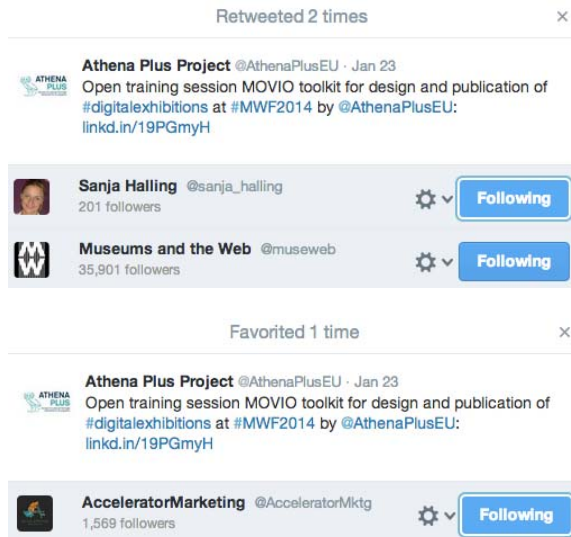 Retweeted 2 times
×
Athena Plus Project @AthenaPlusEU · Jan 23
ATHENA
PLUS
Open training session MOVIO toolkit for design and publication of
#digitalexhibitions at #MWF2014 by @AthenaPlusEU:
linkd.in/19PGmyH
Sanja Halling @sanja_halling
201 followers
Following
Museums and the Web @museweb
35,901 followers
MW
Following
Favorited 1 time
×
Athena Plus Project @AthenaPlusEU · Jan 23
ATHENA
PLUS
Open training session MOVIO toolkit for design and publication of
#digitalexhibitions at #MWF2014 by @AthenaPlusEU:
linkd.in/19PGmyH
AcceleratorMarketing @AcceleratorMktg
1,569 followers
Following